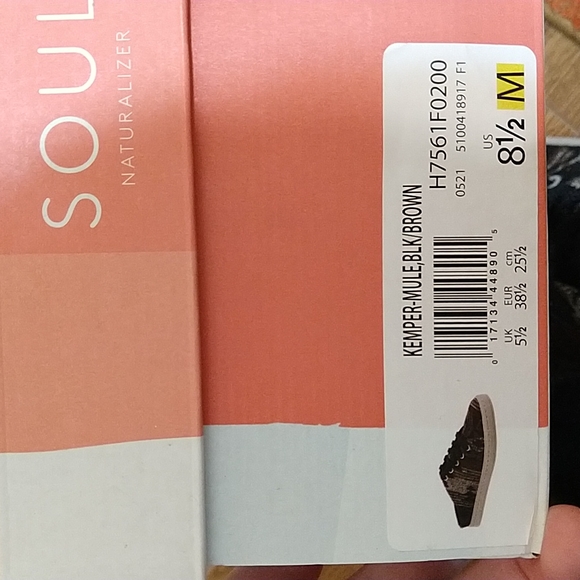 SOUL
NATURALIZER
KEMPER-MULE,BLK/BROWN
H7561F0200
0521 5100418917 F1
0 17134 44890 5
UK EUR cm
5½ 38½ 25½
US
8½ M